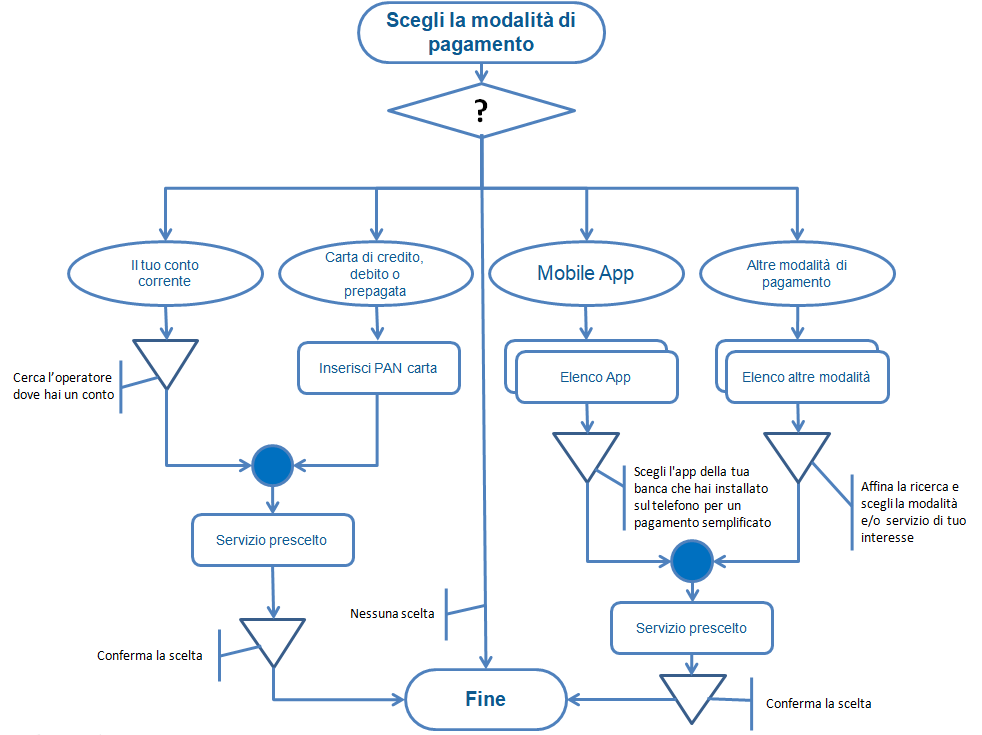 Scegli la modalità di
pagamento
?
Il tuo conto
corrente
Carta di credito,
debito o
prepagata
Mobile App
Altre modalità di
pagamento
Cerca l'operatore
dove hai un conto
Inserisci PAN carta
Elenco App
Elenco altre modalità
Scegli l'app della tua
banca che hai installato
sul telefono per un
pagamento semplificato
Affina la ricerca e
scegli la modalità
e/o servizio di tuo
interesse
Servizio prescelto
Nessuna scelta
Servizio prescelto
Conferma la scelta
Fine
Conferma la scelta